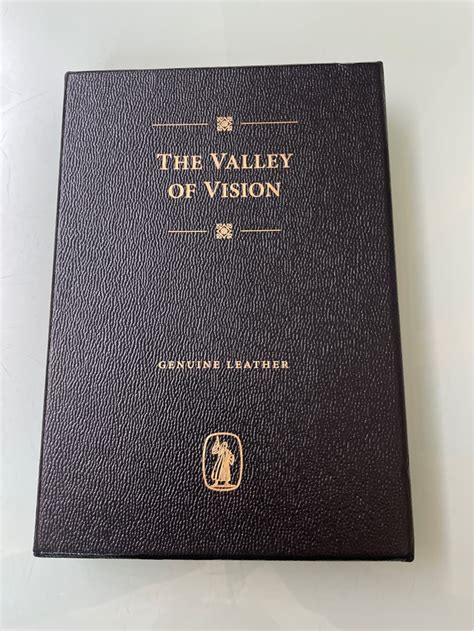 THE VALLEY
OF VISION
GENUINE LEATHER